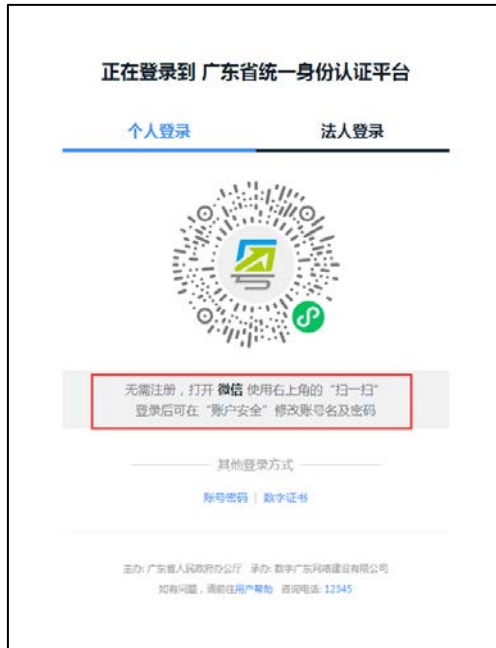 正在登录到 广东省统一身份认证平台
个人登录 法人登录
无需注册，打开 微信 使用右上角的“扫一扫”
登录后可在“账户安全”修改账号名及密码
其他登录方式
账号密码 | 数字证书
主办: 广东省人民政府办公厅 承办: 数字广东网络建设有限公司
如有问题，请前往用户帮助 咨询电话: 12345